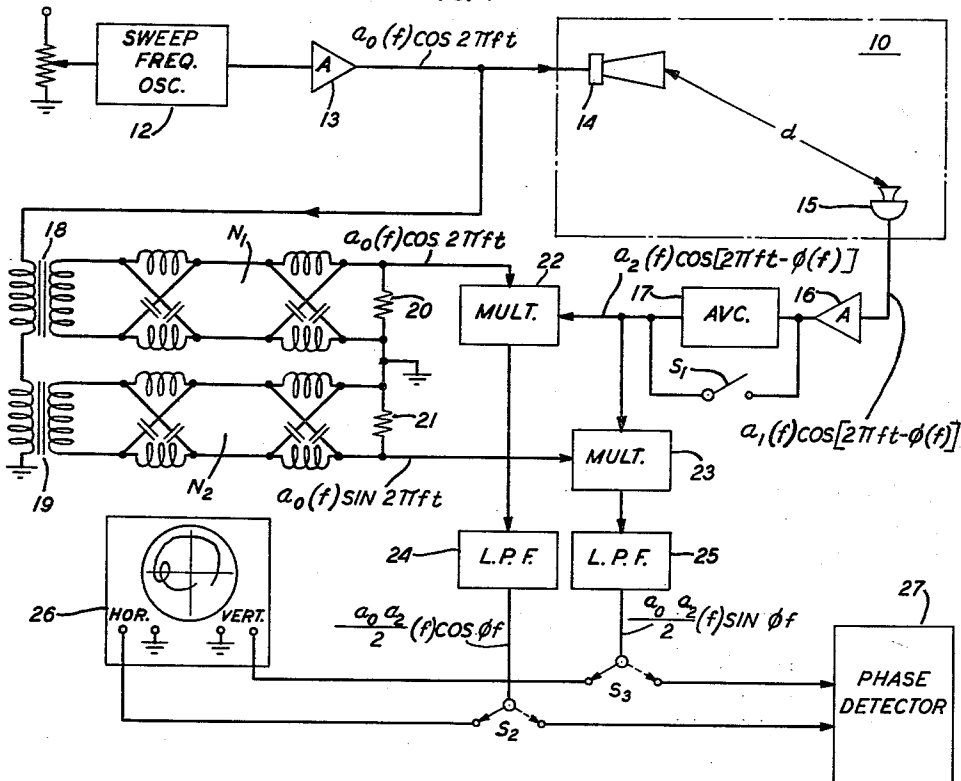 a₀(f)COS 2πft
SWEEP
FREQ.
OSC.
12
A
13
10
14
d
15
18
N₁
a₀(f)COS 2πft
20
22
MULT.
a₂(f)COS[2πft-φ(f)]
17
AVC.
16
A
S₁
a₁(f)COS[2πft-φ(f)]
19
N₂
21
a₀(f)SIN 2πft
MULT.
23
24
L.P.F.
L.P.F.
25
26
HOR.
VERT.
a₀ a₂/2 (f)COS φf
a₀ a₂/2 (f)SIN φf
27
PHASE
DETECTOR
S₃
S₂